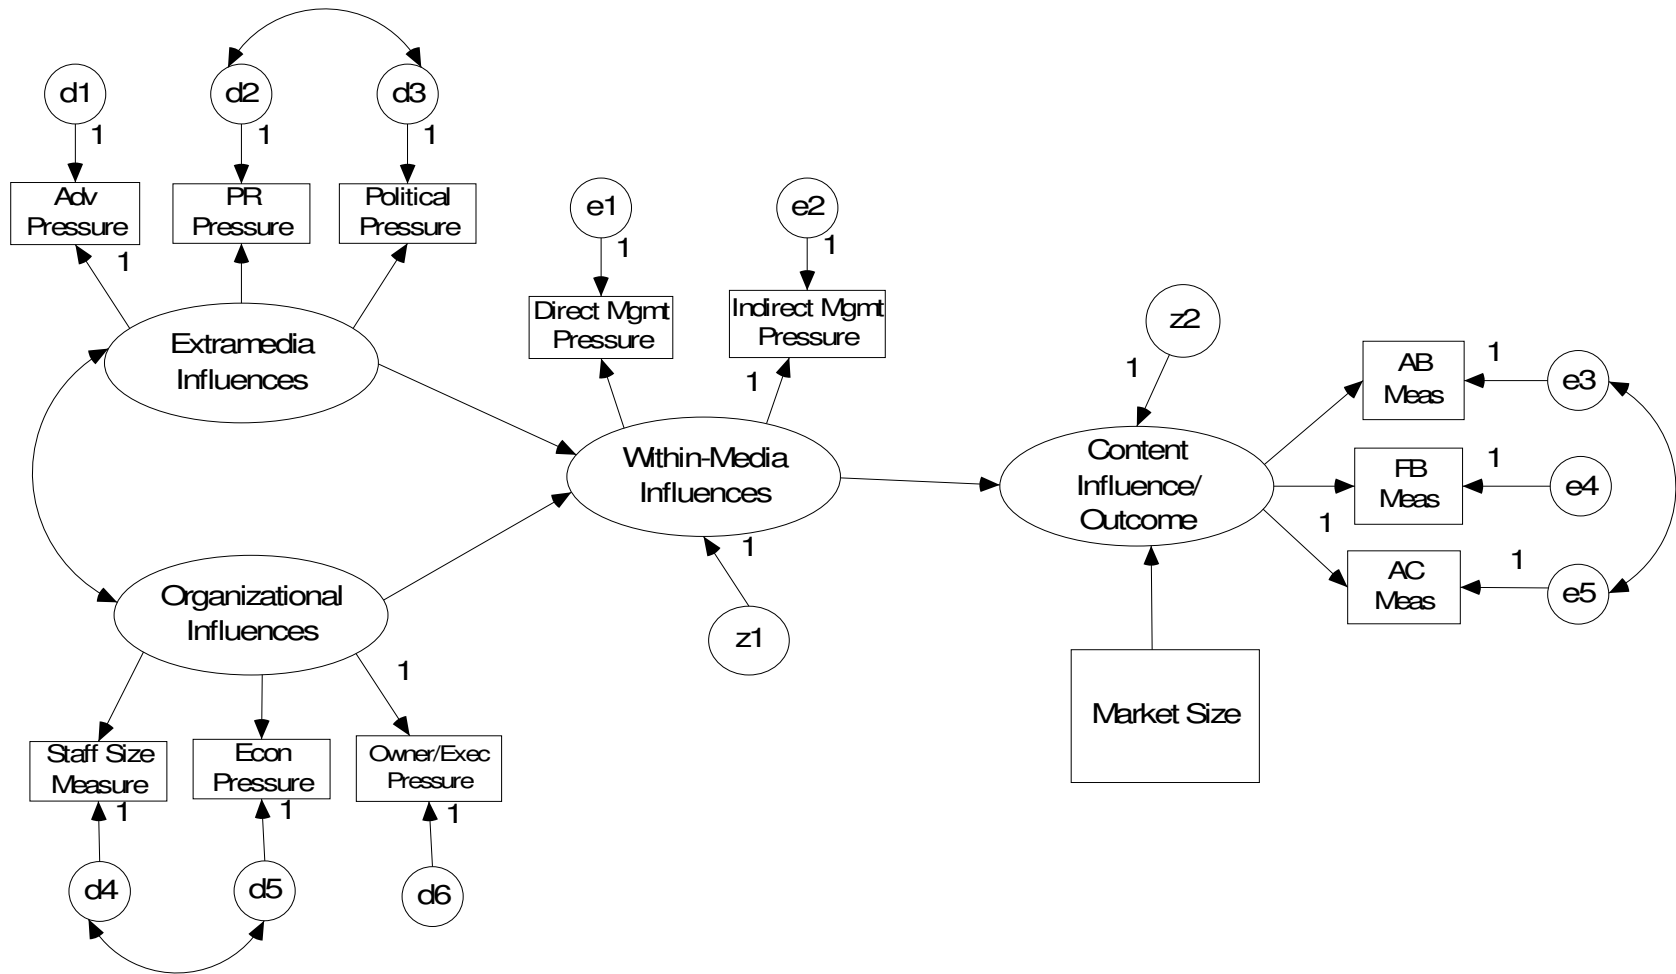 d1
d2
d3
1
1
1
Adv
Pressure
PR
Pressure
Political
Pressure
1
e1
e2
1
1
Direct Mgmt
Pressure
Indirect Mgmt
Pressure
Extramedia
Influences
1
z2
1
AB
Meas
1
e3
Within-Media
Influences
Content
Influence/
Outcome
FB
Meas
1
e4
1
1
AC
Meas
1
e5
Organizational
Influences
z1
1
Market Size
Staff Size
Measure
Econ
Pressure
Owner/Exec
Pressure
1
1
1
d4
d5
d6